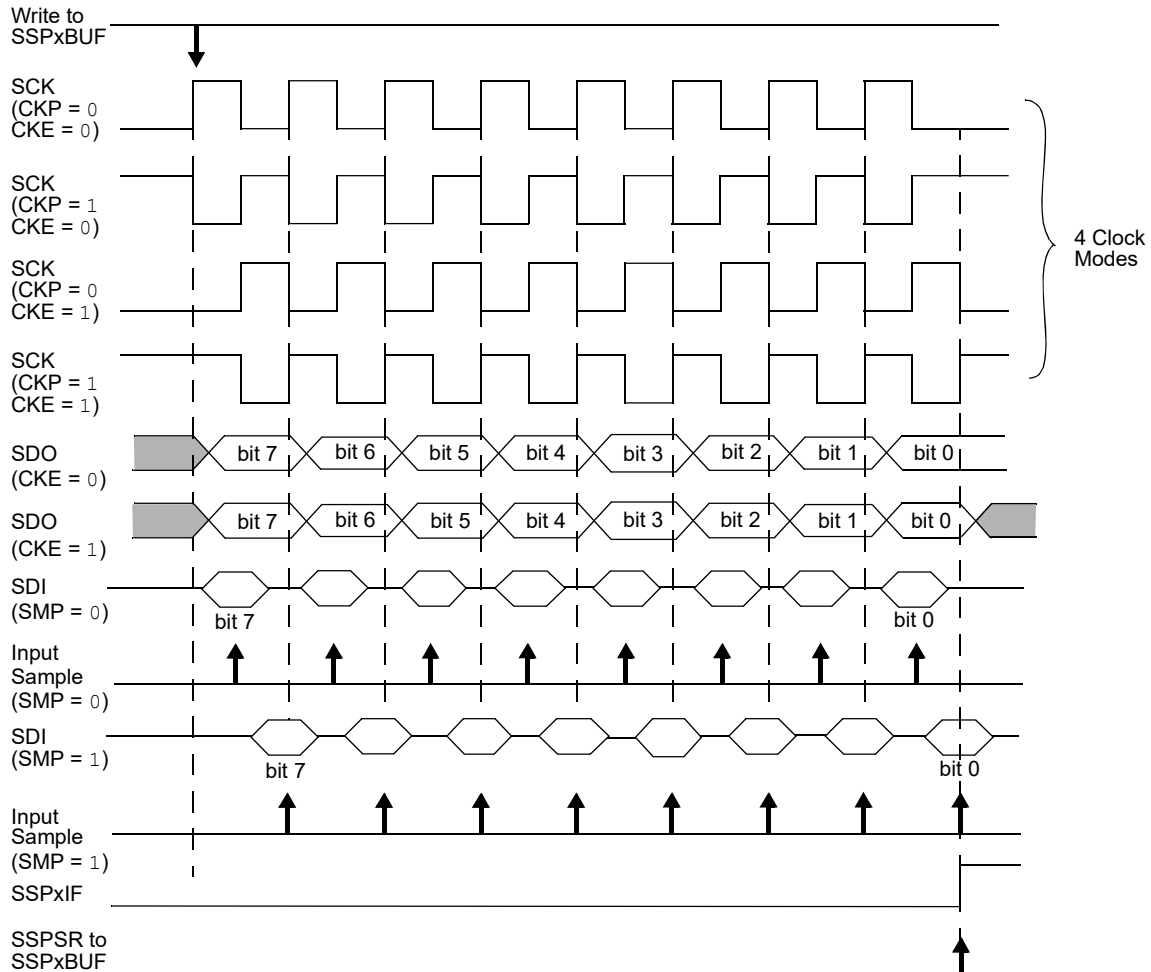 Write to
SSPxBUF
SCK
(CKP = 0
CKE = 0)
SCK
(CKP = 1
CKE = 0)
SCK
(CKP = 0
CKE = 1)
SCK
(CKP = 1
CKE = 1)
4 Clock
Modes
SDO
(CKE = 0)
bit 7 bit 6 bit 5 bit 4 bit 3 bit 2 bit 1 bit 0
SDO
(CKE = 1)
bit 7 bit 6 bit 5 bit 4 bit 3 bit 2 bit 1 bit 0
SDI
(SMP = 0)
bit 7 bit 0
Input
Sample
(SMP = 0)
SDI
(SMP = 1)
bit 7 bit 0
Input
Sample
(SMP = 1)
SSPxIF
SSPSR to
SSPxBUF